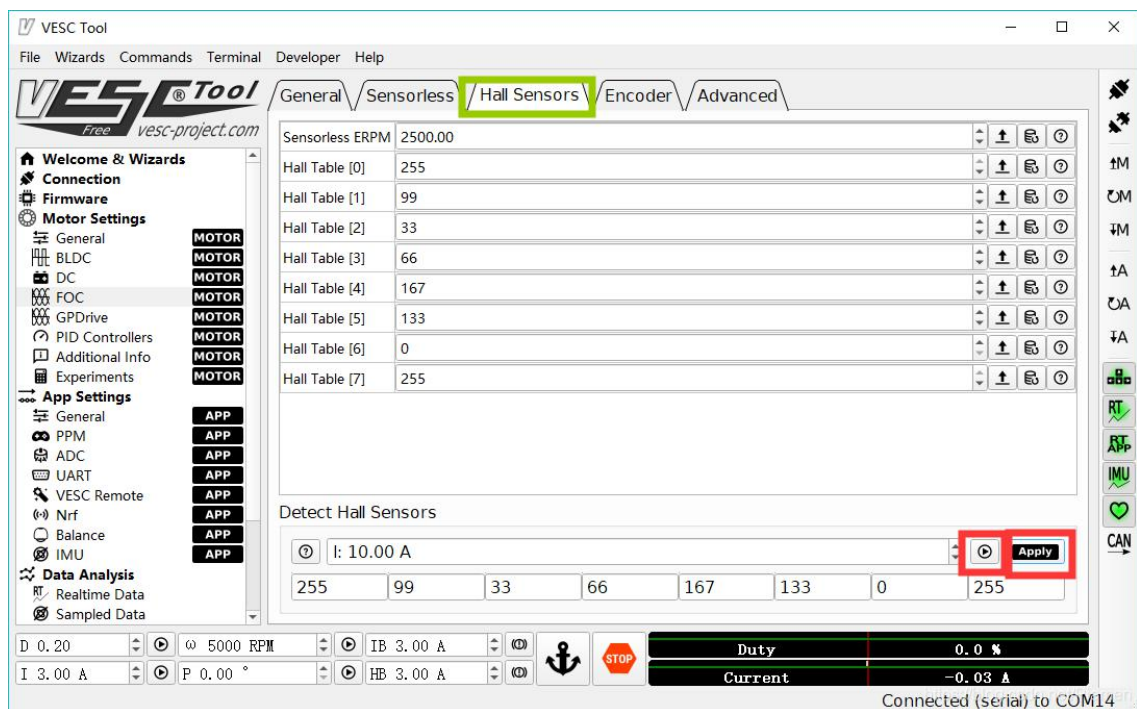 VESC Tool
File Wizards Commands Terminal Developer Help
VESC ® Tool
Free vesc-project.com
Welcome & Wizards
Connection
Firmware
Motor Settings
General MOTOR
BLDC MOTOR
DC MOTOR
FOC MOTOR
GPDrive MOTOR
PID Controllers MOTOR
Additional Info MOTOR
Experiments MOTOR
App Settings
General APP
PPM APP
ADC APP
UART APP
VESC Remote APP
Nrf APP
Balance APP
IMU APP
Data Analysis
RT Realtime Data
Sampled Data
General Sensorless Hall Sensors Encoder Advanced
Sensorless ERPM 2500.00
Hall Table [0] 255
Hall Table [1] 99
Hall Table [2] 33
Hall Table [3] 66
Hall Table [4] 167
Hall Table [5] 133
Hall Table [6] 0
Hall Table [7] 255
Detect Hall Sensors
I: 10.00 A Apply
255 99 33 66 167 133 0 255
M
M
M
A
A
A
RT
RT APP
IMU
CAN
D 0.20 ω 5000 RPM IB 3.00 A STOP Duty 0.0 %
I 3.00 A P 0.00 ° HB 3.00 A Current -0.03 A
Connected (serial) to COM14